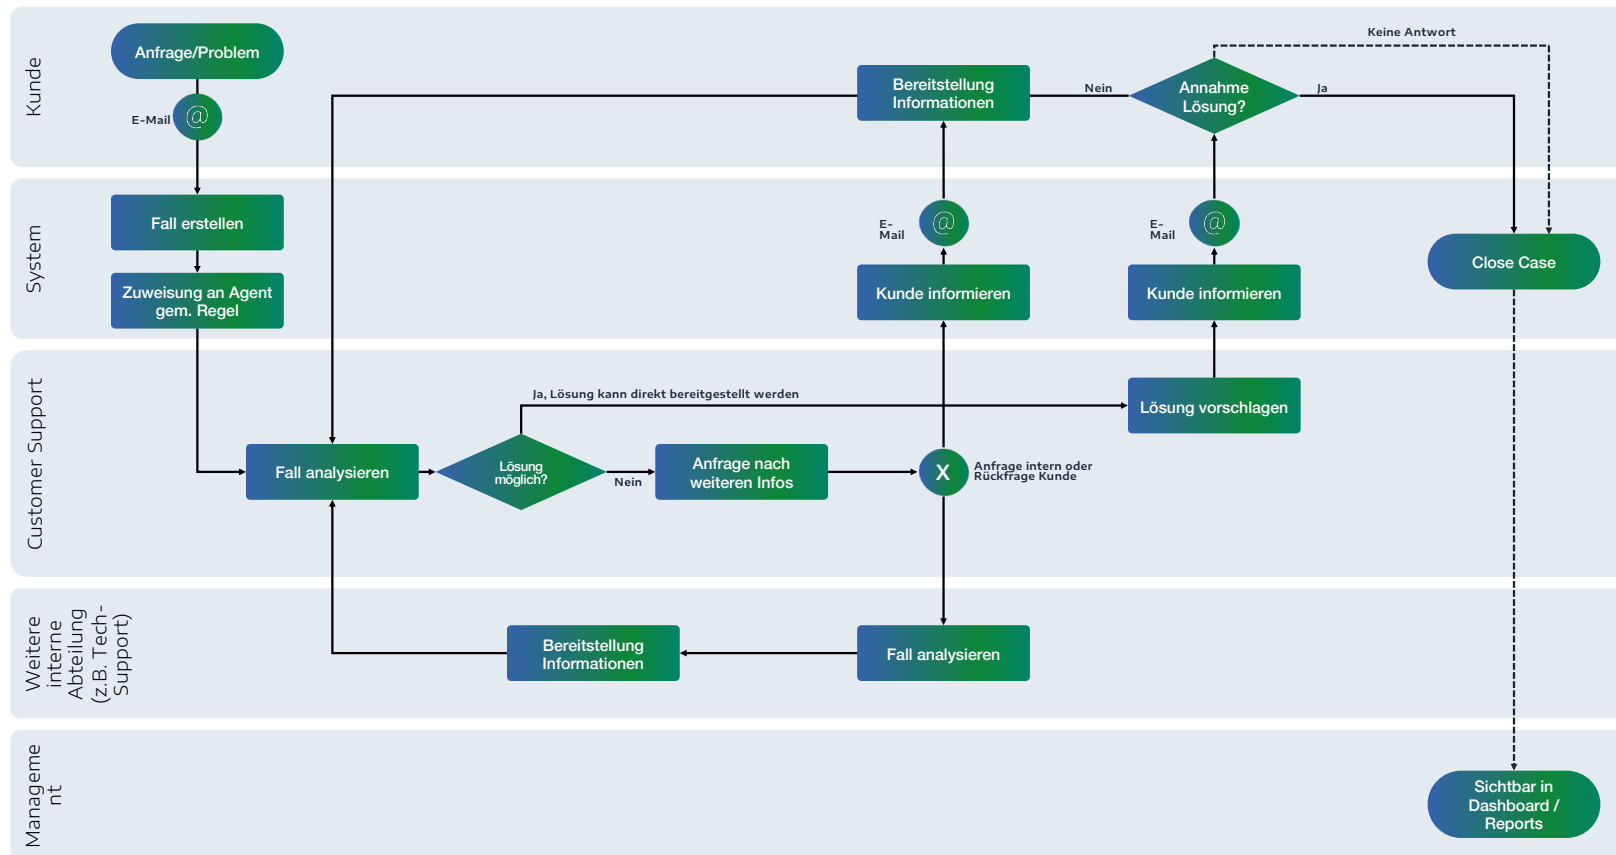 Kunde
Anfrage/Problem
E-Mail
@
Bereitstellung
Informationen
Nein
Annahme
Lösung?
Ja
Keine Antwort
System
Fall erstellen
Zuweisung an Agent
gem. Regel
E-
Mail
@
Kunde informieren
E-
Mail
@
Kunde informieren
Close Case
Customer Support
Fall analysieren
Lösung
möglich?
Ja, Lösung kann direkt bereitgestellt werden
Nein
Anfrage nach
weiteren Infos
X
Anfrage intern oder
Rückfrage Kunde
Lösung vorschlagen
Weitere
interne
Abteilung
(z.B. Tech-
Support)
Bereitstellung
Informationen
Fall analysieren
Manageme
nt
Sichtbar in
Dashboard /
Reports